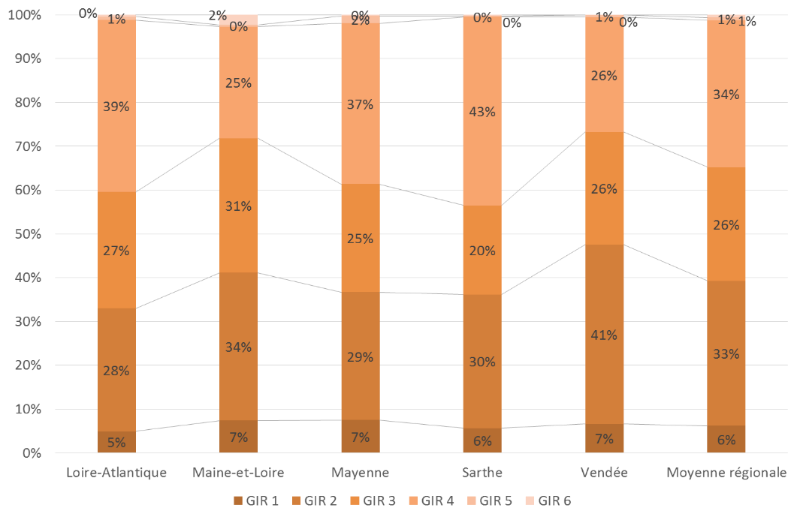 0% 2% 0% 0% 1% 1%
100% 1% 0% 2% 0% 0% 1%
90%
80% 39% 25% 37% 43% 26% 34%
70%
60%
50% 27% 31% 25% 20% 26% 26%
40%
30%
20% 28% 34% 29% 30% 41% 33%
10%
0% 5% 7% 7% 6% 7% 6%
Loire-Atlantique Maine-et-Loire Mayenne Sarthe Vendée Moyenne régionale
GIR 1 GIR 2 GIR 3 GIR 4 GIR 5 GIR 6